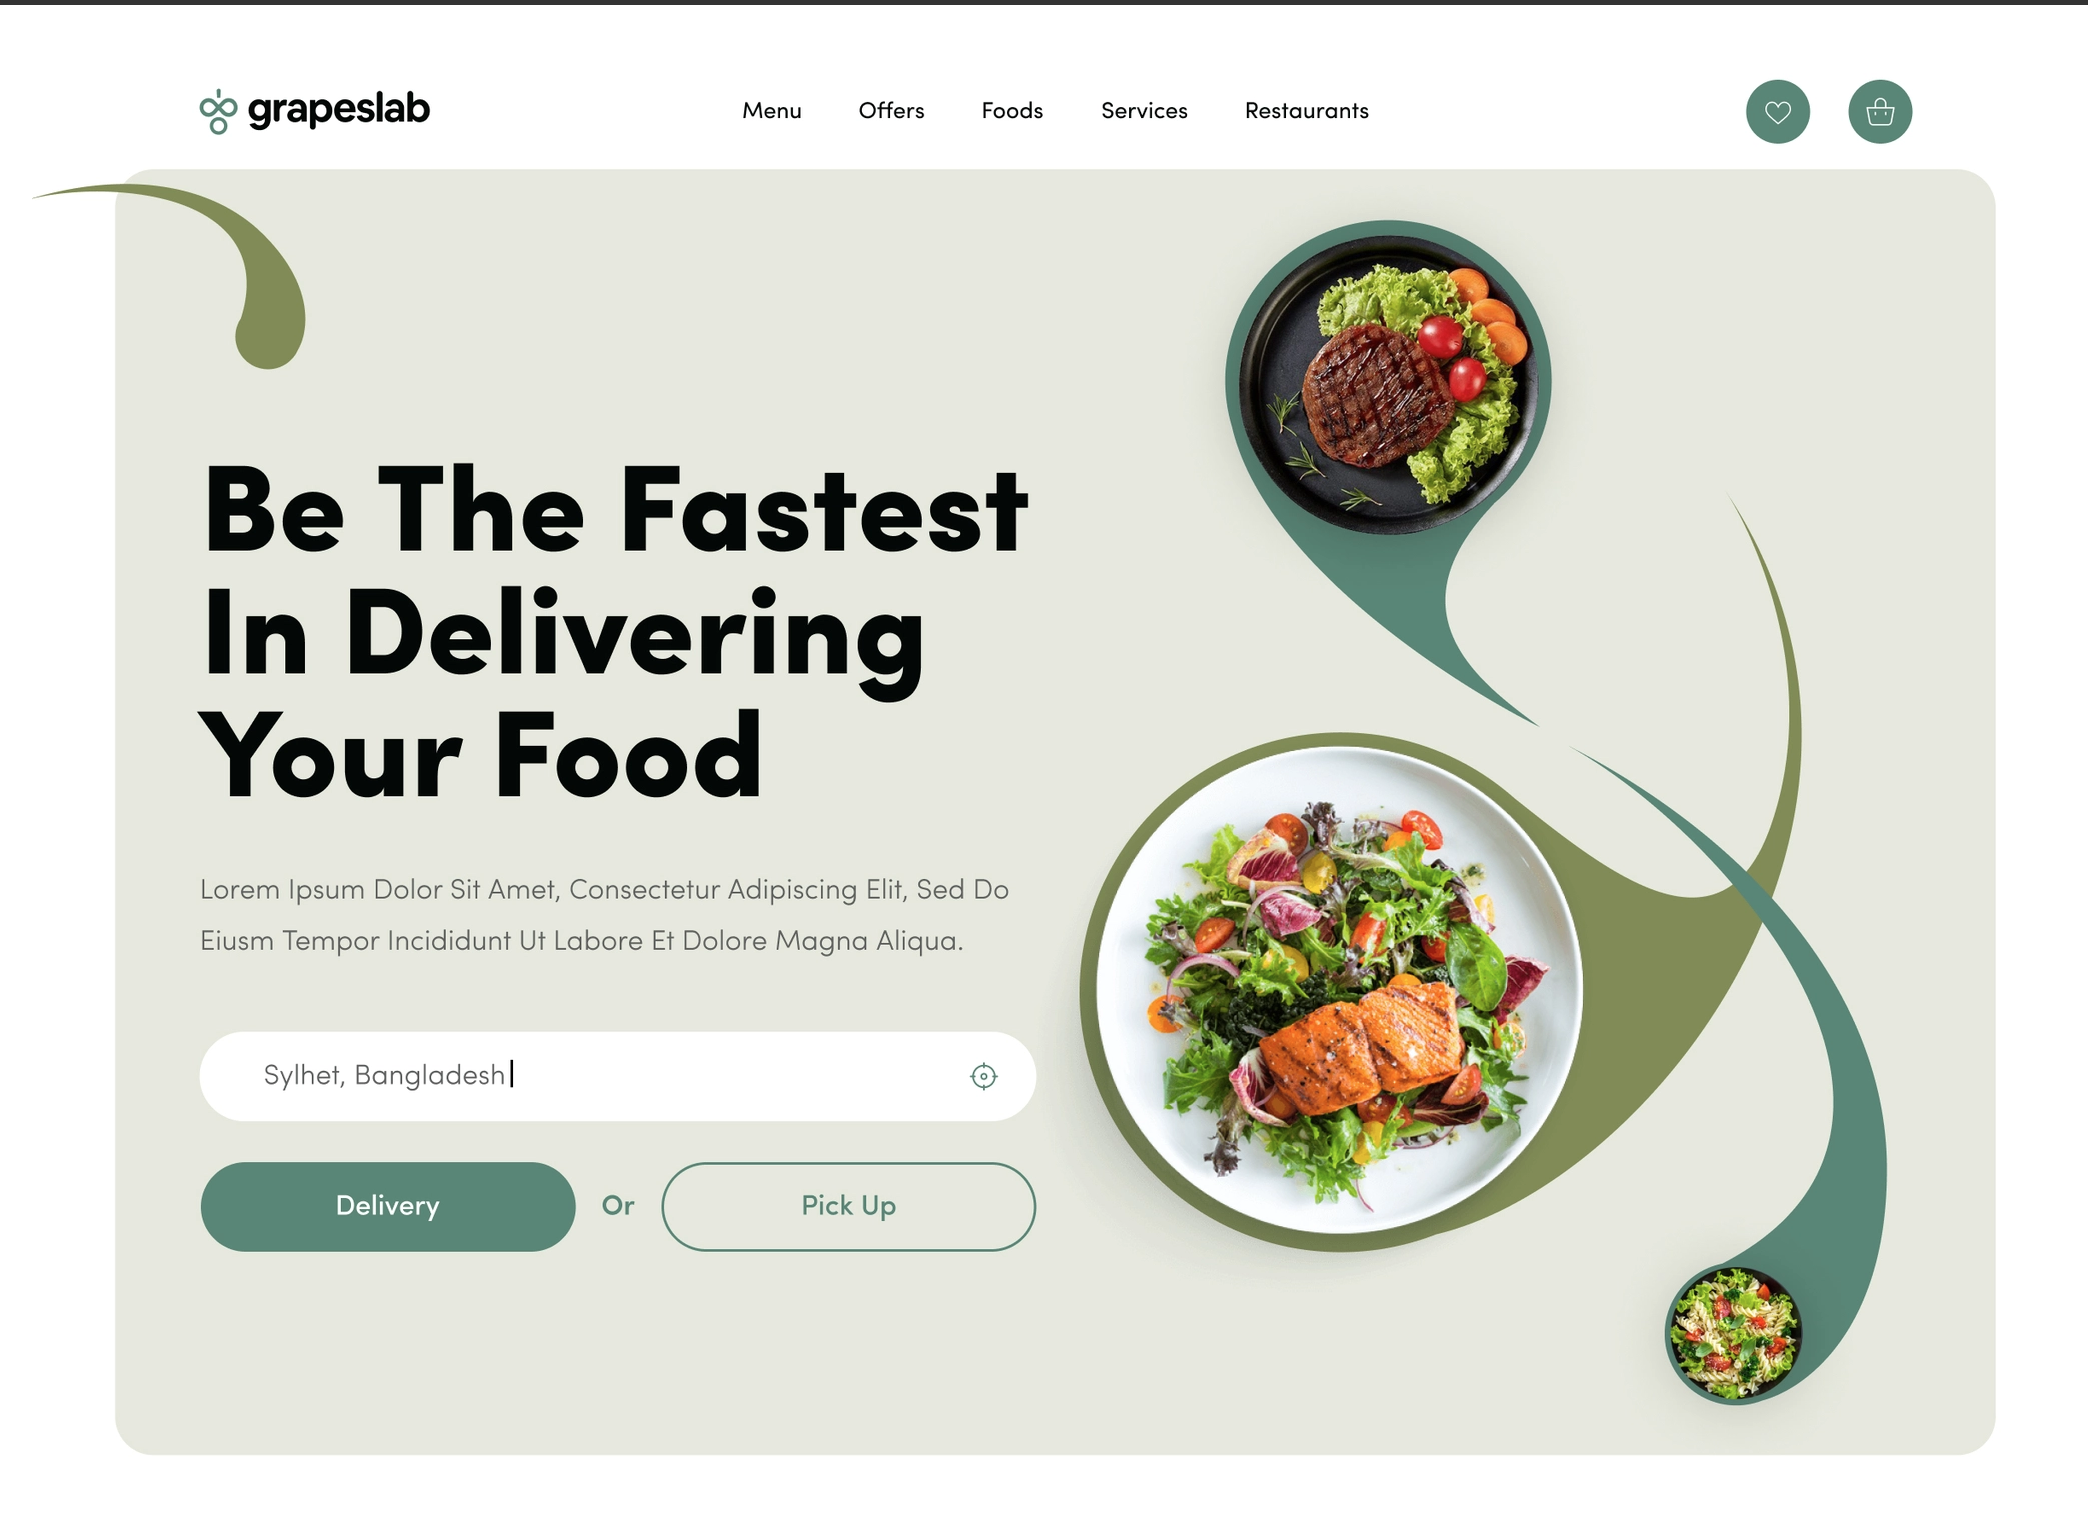 grapeslab
Menu Offers Foods Services Restaurants
Be The Fastest
In Delivering
Your Food
Lorem Ipsum Dolor Sit Amet, Consectetur Adipiscing Elit, Sed Do
Eiusm Tempor Incididunt Ut Labore Et Dolore Magna Aliqua.
Sylhet, Bangladesh
Delivery Or Pick Up